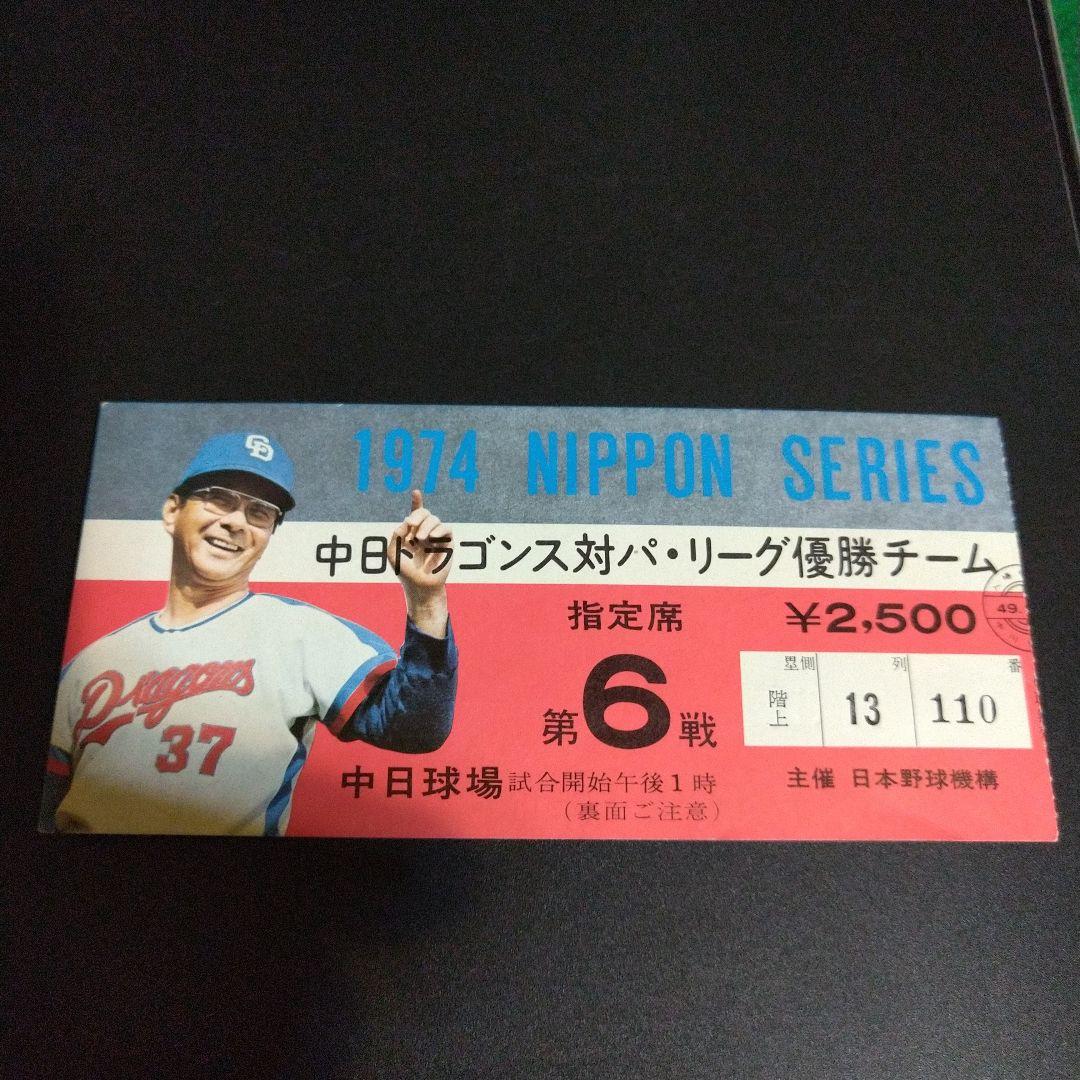 1974 NIPPON SERIES
CD
中日ドラゴンス対パ・リーグ優勝チーム
指定席 ¥2,500
49.
塁側 列 番
階上 13 110
第6戦
Dragons
37
中日球場 試合開始午後1時
(裏面ご注意)
主催 日本野球機構